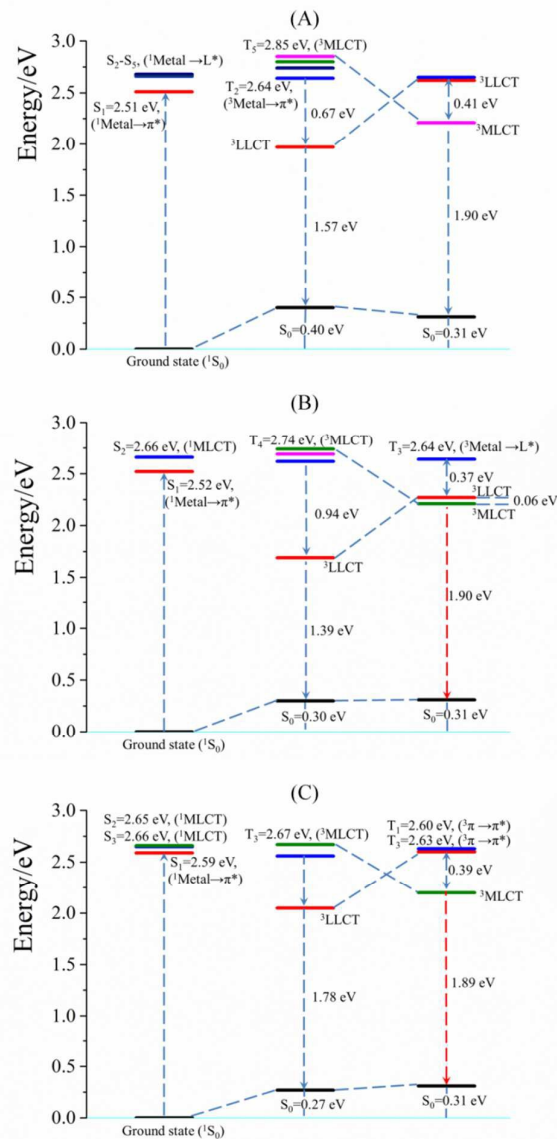 (A)
Energy/eV
3.0
2.5
2.0
1.5
1.0
0.5
0.0
S₂-S₅, (¹Metal →L*)
S₁=2.51 eV,
(¹Metal→π*)
T₅=2.85 eV, (³MLCT)
T₂=2.64 eV,
(³Metal→π*)
0.67 eV
³LLCT
1.57 eV
S₀=0.40 eV
³LLCT
0.41 eV
³MLCT
1.90 eV
S₀=0.31 eV
Ground state (¹S₀)
(B)
Energy/eV
3.0
2.5
2.0
1.5
1.0
0.5
0.0
S₂=2.66 eV, (¹MLCT)
S₁=2.52 eV,
(¹Metal→π*)
T₄=2.74 eV, (³MLCT)
0.94 eV
³LLCT
1.39 eV
S₀=0.30 eV
T₃=2.64 eV, (³Metal→L*)
0.37 eV
³LLCT
0.06 eV
³MLCT
1.90 eV
S₀=0.31 eV
Ground state (¹S₀)
(C)
Energy/eV
3.0
2.5
2.0
1.5
1.0
0.5
0.0
S₂=2.65 eV, (¹MLCT)
S₃=2.66 eV, (¹MLCT)
S₁=2.59 eV,
(¹Metal→π*)
T₃=2.67 eV, (³MLCT)
³LLCT
1.78 eV
S₀=0.27 eV
T₁=2.60 eV, (³π→π*)
T₃=2.63 eV, (³π→π*)
0.39 eV
³MLCT
1.89 eV
S₀=0.31 eV
Ground state (¹S₀)